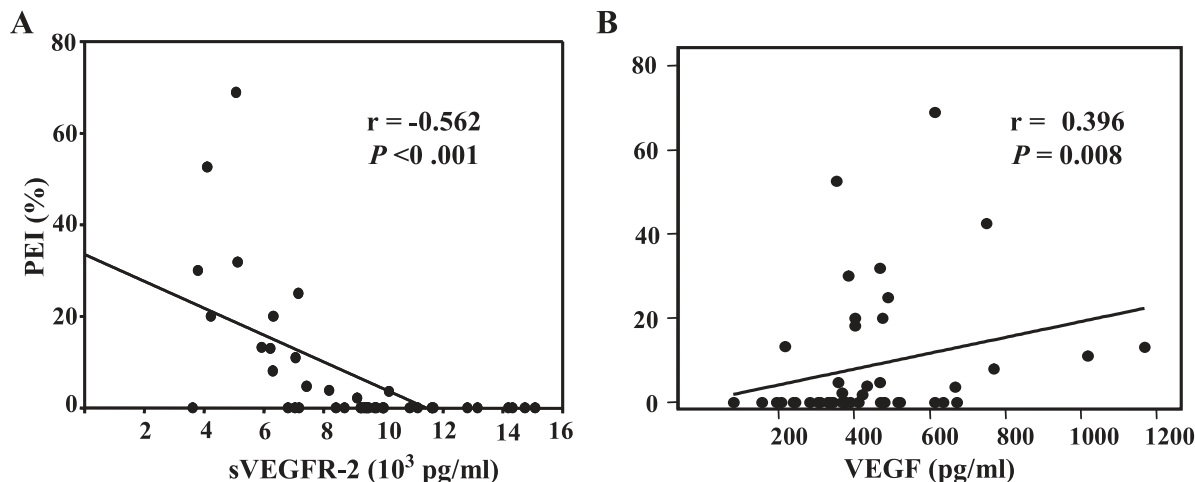 A
B
80
60
40
20
0
PEI (%)
r = -0.562
P <0 .001
2 4 6 8 10 12 14 16
sVEGFR-2 (10³ pg/ml)
80
60
40
20
0
r = 0.396
P = 0.008
200 400 600 800 1000 1200
VEGF (pg/ml)